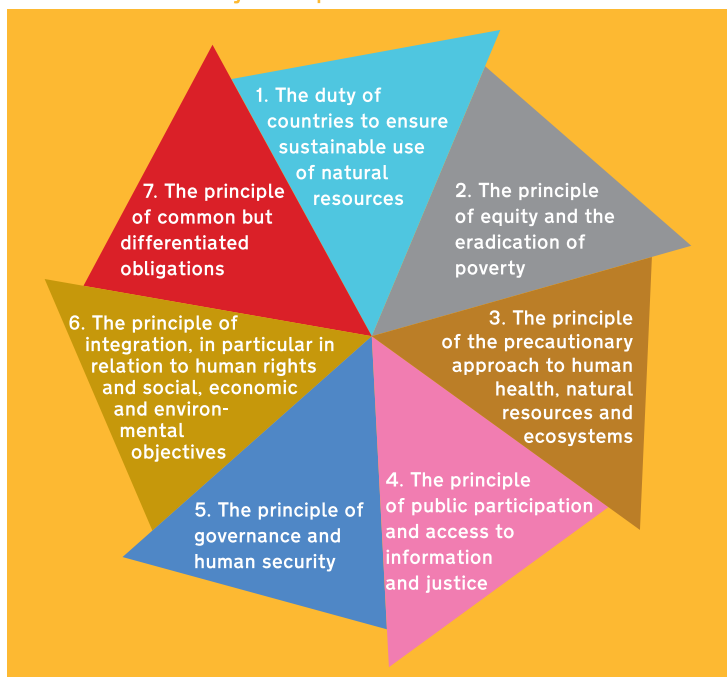 1. The duty of
countries to ensure
sustainable use
of natural
resources
2. The principle
of equity and the
eradication of
poverty
3. The principle
of the precautionary
approach to human
health, natural
resources and
ecosystems
4. The principle
of public participation
and access to
information
and justice
5. The principle of
governance and
human security
6. The principle of
integration, in particular in
relation to human rights
and social, economic
and environ-
mental
objectives
7. The principle
of common but
differentiated
obligations